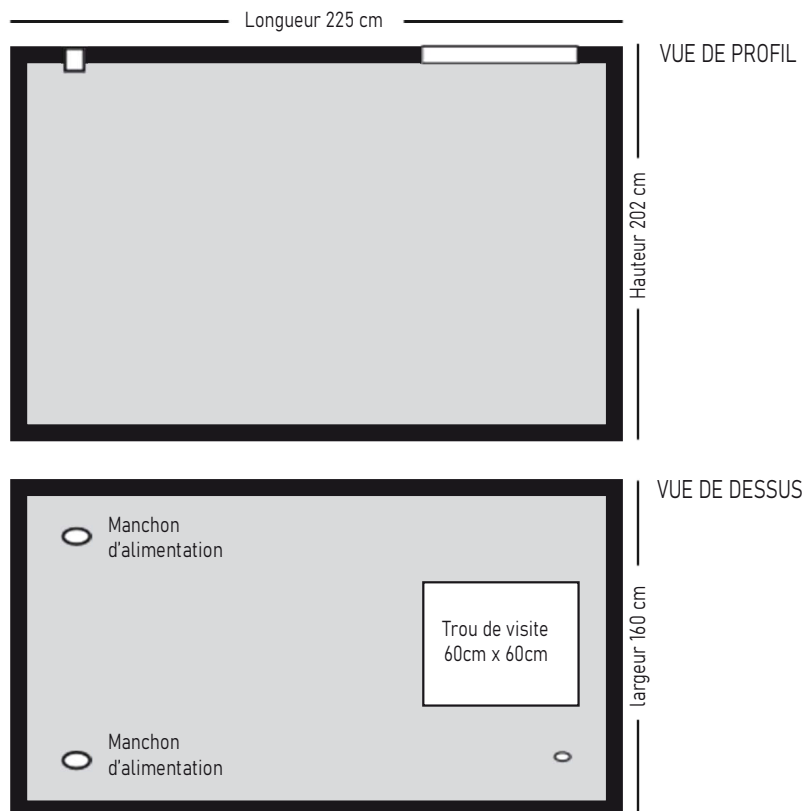 Longueur 225 cm
VUE DE PROFIL
Hauteur 202 cm
VUE DE DESSUS
Manchon
d'alimentation
Trou de visite
60cm x 60cm
largeur 160 cm
Manchon
d'alimentation